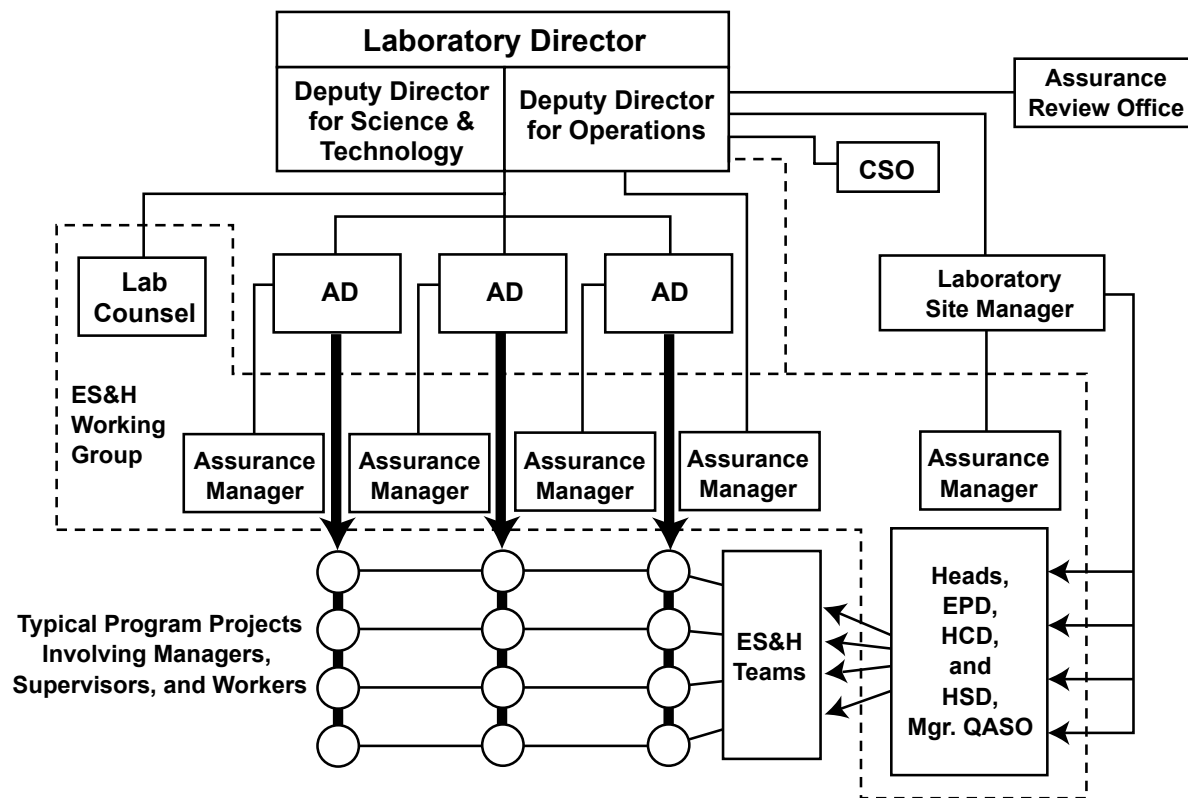 Laboratory Director
Deputy Director
for Science &
Technology
Deputy Director
for Operations
Assurance
Review Office
CSO
Lab
Counsel
AD
AD
AD
Laboratory
Site Manager
ES&H
Working
Group
Assurance
Manager
Assurance
Manager
Assurance
Manager
Assurance
Manager
Assurance
Manager
Typical Program Projects
Involving Managers,
Supervisors, and Workers
ES&H
Teams
Heads,
EPD,
HCD,
and
HSD,
Mgr. QASO